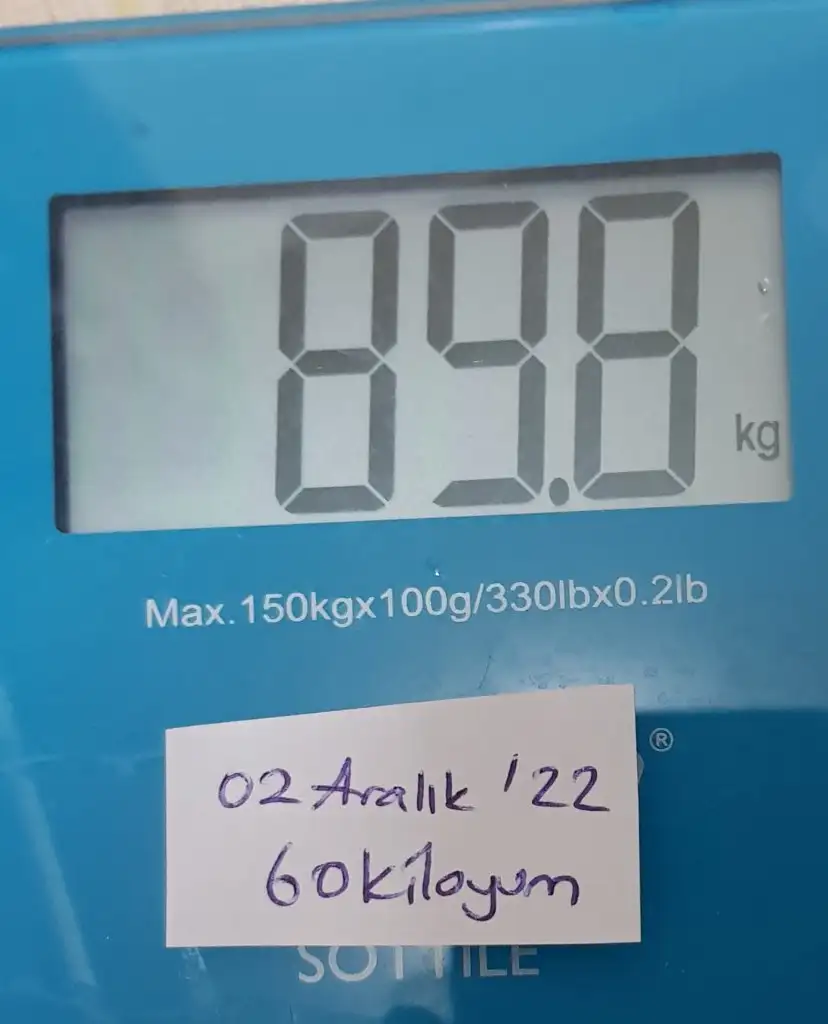 89.8
kg
Max.150kgx100g/330lbx0.2lb
®
02 Aralık '22
60kiloyum